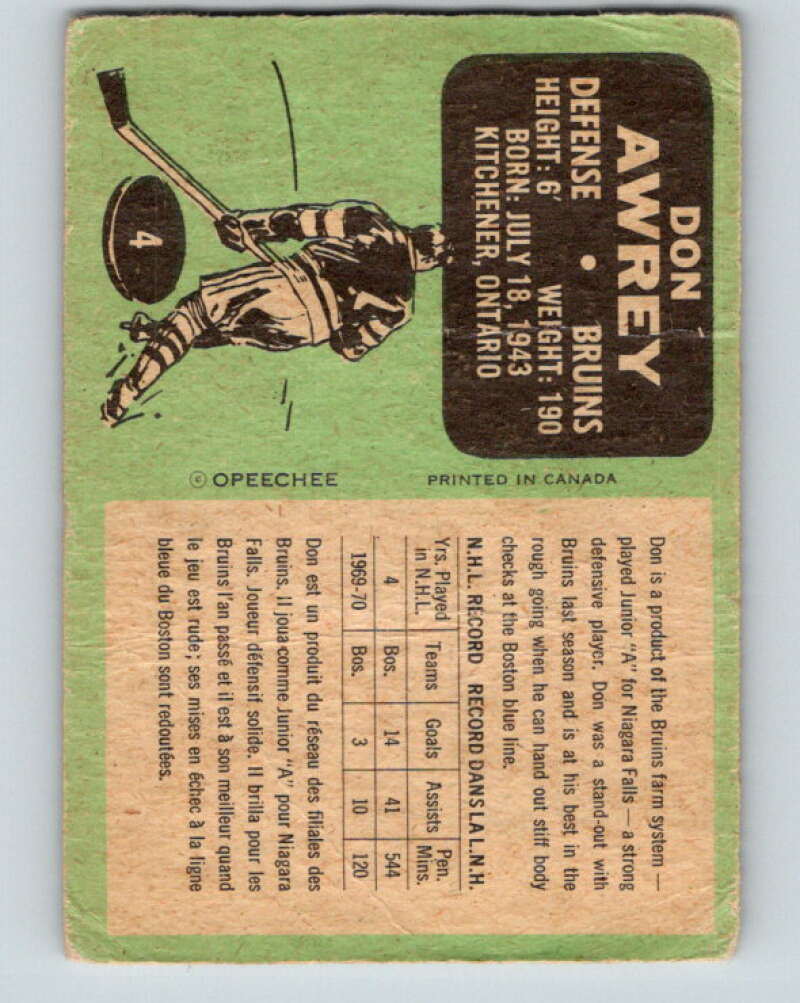 DON
AWREY
DEFENSE • BRUINS
HEIGHT: 6' WEIGHT: 190
BORN: JULY 18, 1943
KITCHENER, ONTARIO
4
© OPEECHEE
PRINTED IN CANADA
Don is a product of the Bruins farm system —
played Junior "A" for Niagara Falls — a strong
defensive player. Don was a stand-out with
Bruins last season and is at his best in the
rough going when he can hand out stiff body
checks at the Boston blue line.
N.H.L. RECORD RECORD DANS LA L.N.H.
Yrs. Played in N.H.L. Teams Goals Assists Pen. Mins.
4 Bos. 14 41 544
1969-70 Bos. 3 10 120
Don est un produit du réseau des filiales des
Bruins. Il joua comme Junior "A" pour Niagara
Falls. Joueur défensif solide. Il brilla pour les
Bruins l'an passé et il est à son meilleur quand
le jeu est rude; ses mises en échec à la ligne
bleue du Boston sont redoutées.